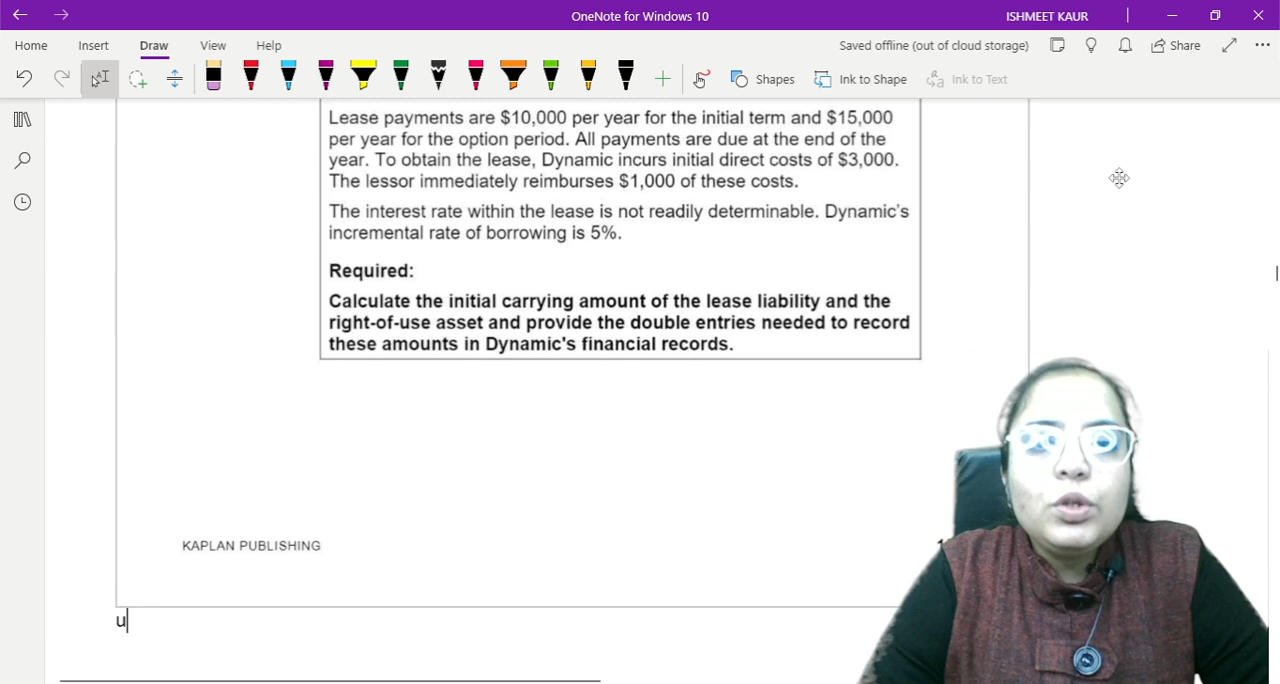 OneNote for Windows 10
ISHMEET KAUR
Home Insert Draw View Help
Saved offline (out of cloud storage)
Share
Shapes
Ink to Shape
Ink to Text
Lease payments are $10,000 per year for the initial term and $15,000
per year for the option period. All payments are due at the end of the
year. To obtain the lease, Dynamic incurs initial direct costs of $3,000.
The lessor immediately reimburses $1,000 of these costs.
The interest rate within the lease is not readily determinable. Dynamic's
incremental rate of borrowing is 5%.
Required:
Calculate the initial carrying amount of the lease liability and the
right-of-use asset and provide the double entries needed to record
these amounts in Dynamic's financial records.
KAPLAN PUBLISHING
u